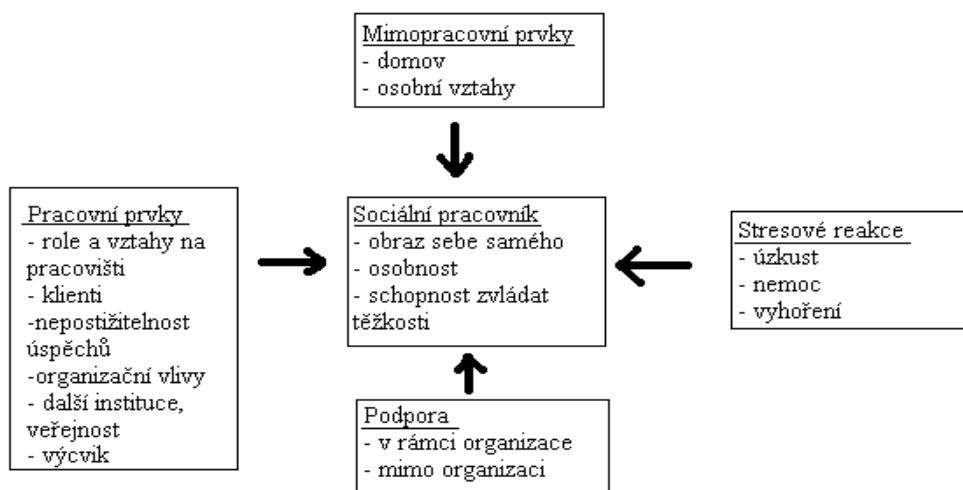 Mimopracovní prvky
- domov
- osobní vztahy
Pracovní prvky
- role a vztahy na
pracovišti
- klienti
-nepostižitelnost
úspěchů
-organizační vlivy
- další instituce,
veřejnost
- výcvik
Sociální pracovník
- obraz sebe samého
- osobnost
- schopnost zvládat
těžkosti
Stresové reakce
- úzkust
- nemoc
- vyhoření
Podpora
- v rámci organizace
- mimo organizaci